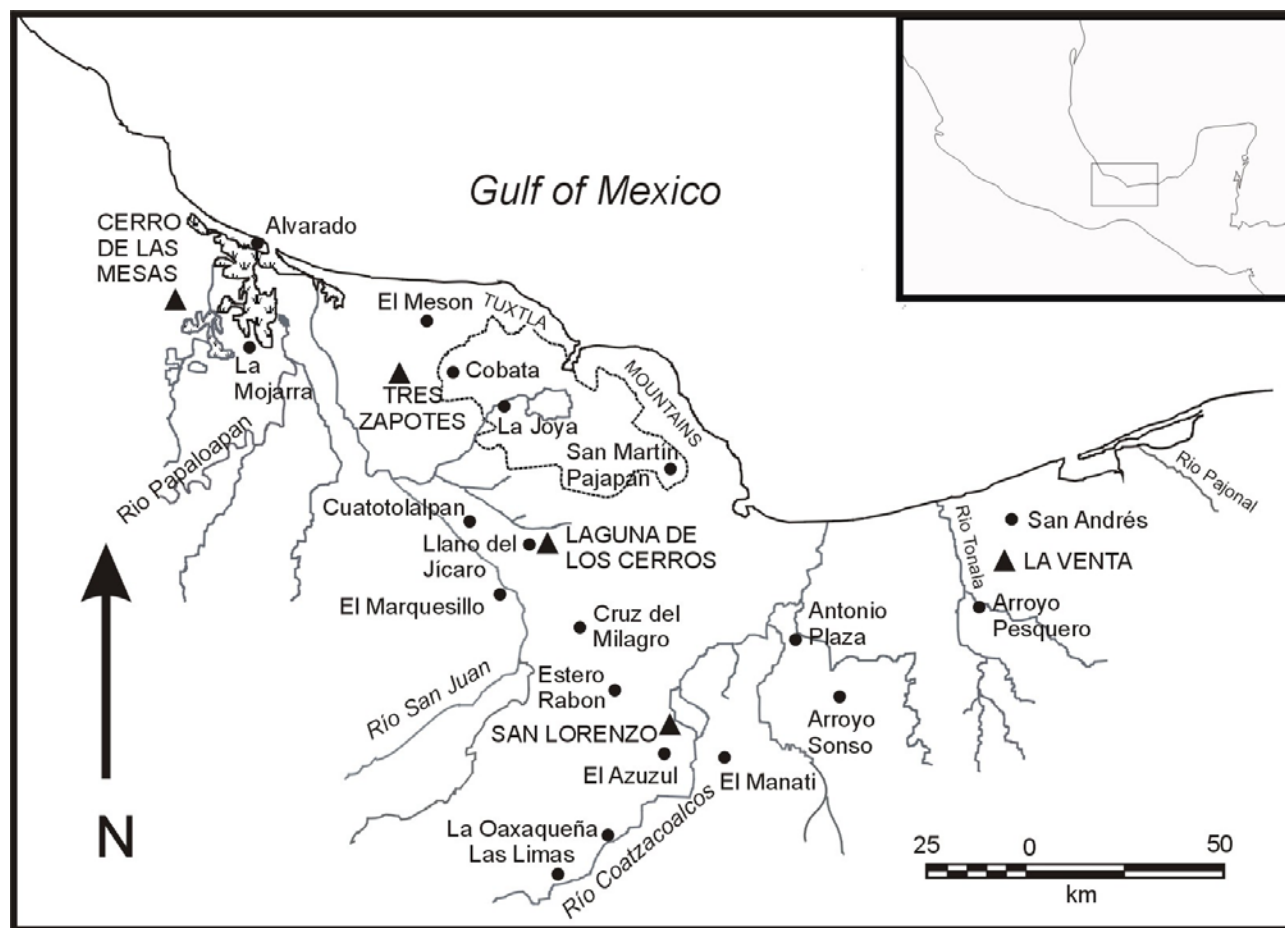 Gulf of Mexico
CERRO
DE LAS
MESAS
Alvarado
El Meson
TUXTLA
MOUNTAINS
La
Mojarra
Cobata
TRES
ZAPOTES
La Joya
San Martin
Pajapan
Rio Papaloapan
Cuatotolalpan
Llano del
Jícaro
LAGUNA DE
LOS CERROS
El Marquesillo
Cruz del
Milagro
Antonio
Plaza
Rio Pajonal
San Andrés
Rio Tonala
LA VENTA
Arroyo
Pesquero
Río San Juan
Estero
Rabon
SAN LORENZO
Arroyo
Sonso
El Azuzul
El Manati
La Oaxaqueña
Las Limas
Río Coatzacoalcos
N
25 0 50
km